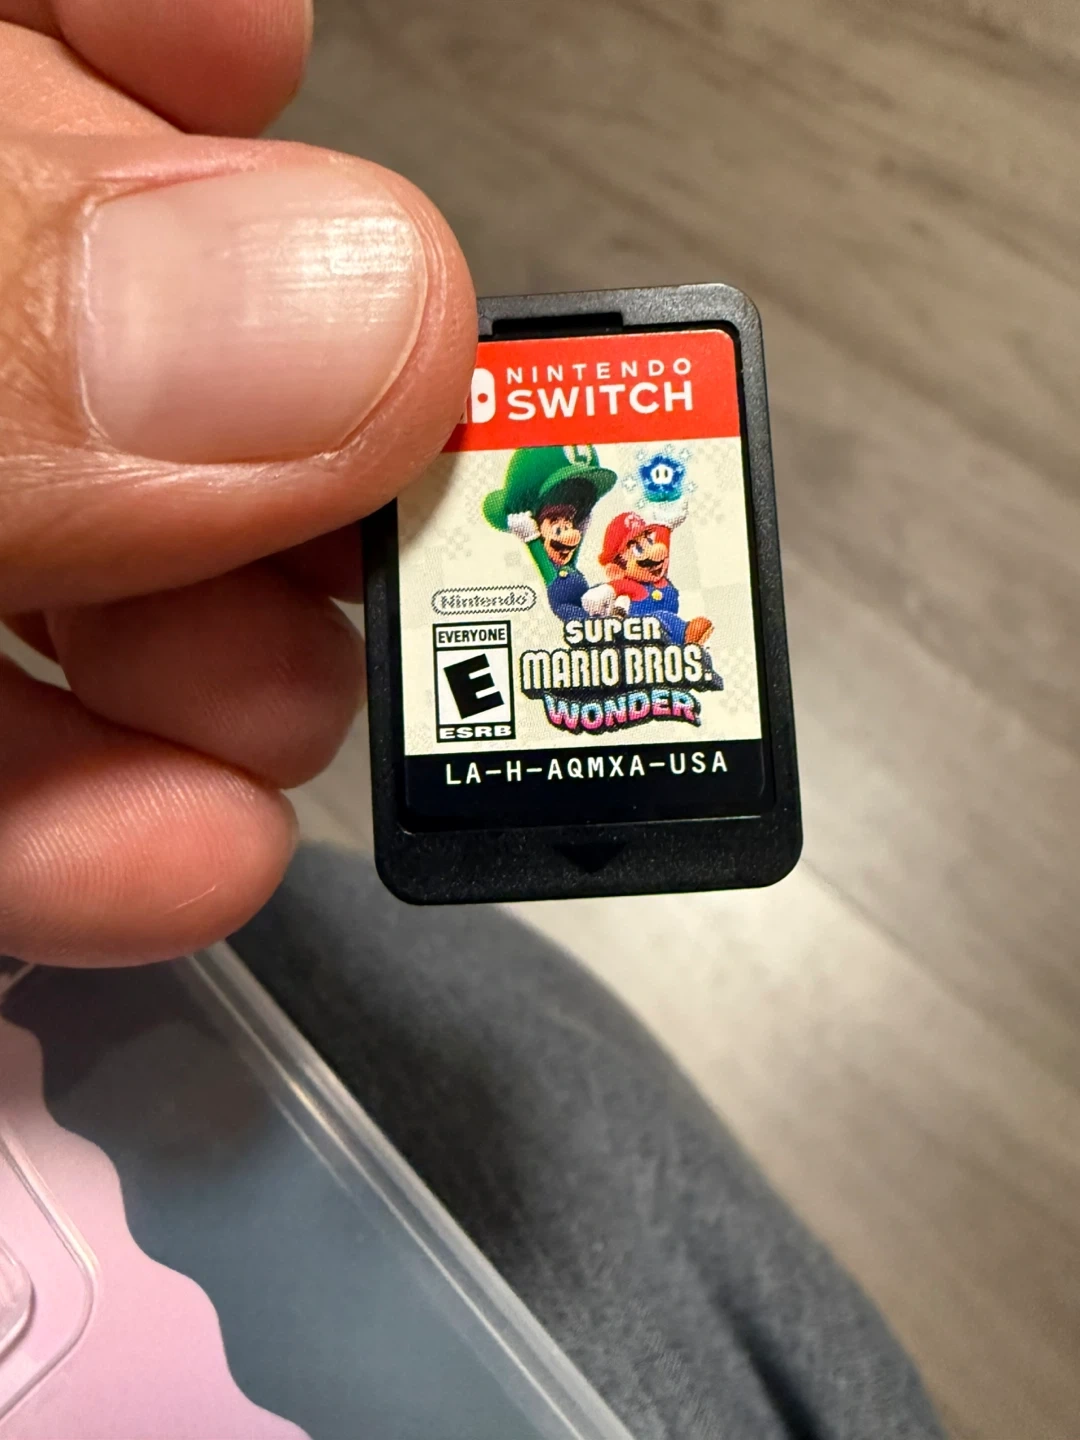 NINTENDO
SWITCH
L
M
Nintendo
EVERYONE
E
ESRB
SUPER
MARIO BROS.
WONDER
LA-H-AQMXA-USA